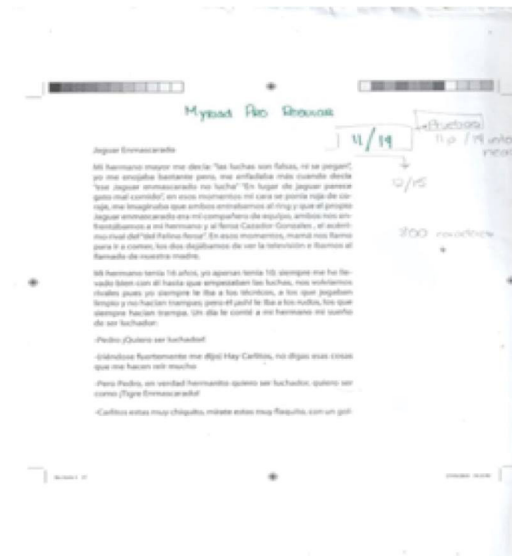 Myriad Pro Regular
11/19
Pruebas
11p / 19 inter
12/15
Jaguar Enmascarado
Mi hermano mayor me decía: "las luchas son falsas, ni se pegan",
yo me enojaba bastante pero, me enfadaba más cuando decía
"ese Jaguar enmascarado no lucha" "En lugar de jaguar parece
gato mal comido", en esos momentos mi cara se ponía roja de co-
raje, me imaginaba que ambos entrabamos al ring y que el propio
Jaguar enmascarado era mi compañero de equipo, ambos nos en-
frentábamos a mi hermano y al feroz Cazador Gonzales, el acérri-
mo rival del "del Felino feroz". En esos momentos, mamá nos llamo
para ir a comer, los dos dejábamos de ver la televisión e íbamos al
llamado de nuestra madre.
Mi hermano tenía 16 años, yo apenas tenía 10, siempre me ho lle-
vado bien con él hasta que empezaban las luchas, nos volvíamos
rivales pues yo siempre le iba a los técnicos, a los que jugaban
limpio y no hacían trampas; pero él ¡ash! le iba a los rudos, los que
siempre hacían trampa. Un día le conté a mi hermano mi sueño
de ser luchador:
-Pedro ¡Quiero ser luchador!
-(riéndose fuertemente me dijo) Hay Carlitos, no digas esas cosas
que me hacen reír mucho
-Pero Pedro, en verdad hermanito quiero ser luchador, quiero ser
como ¡Tigre Enmascarado!
-Carlitos estas muy chiquito, mírate estas muy flaquito, con un gol-